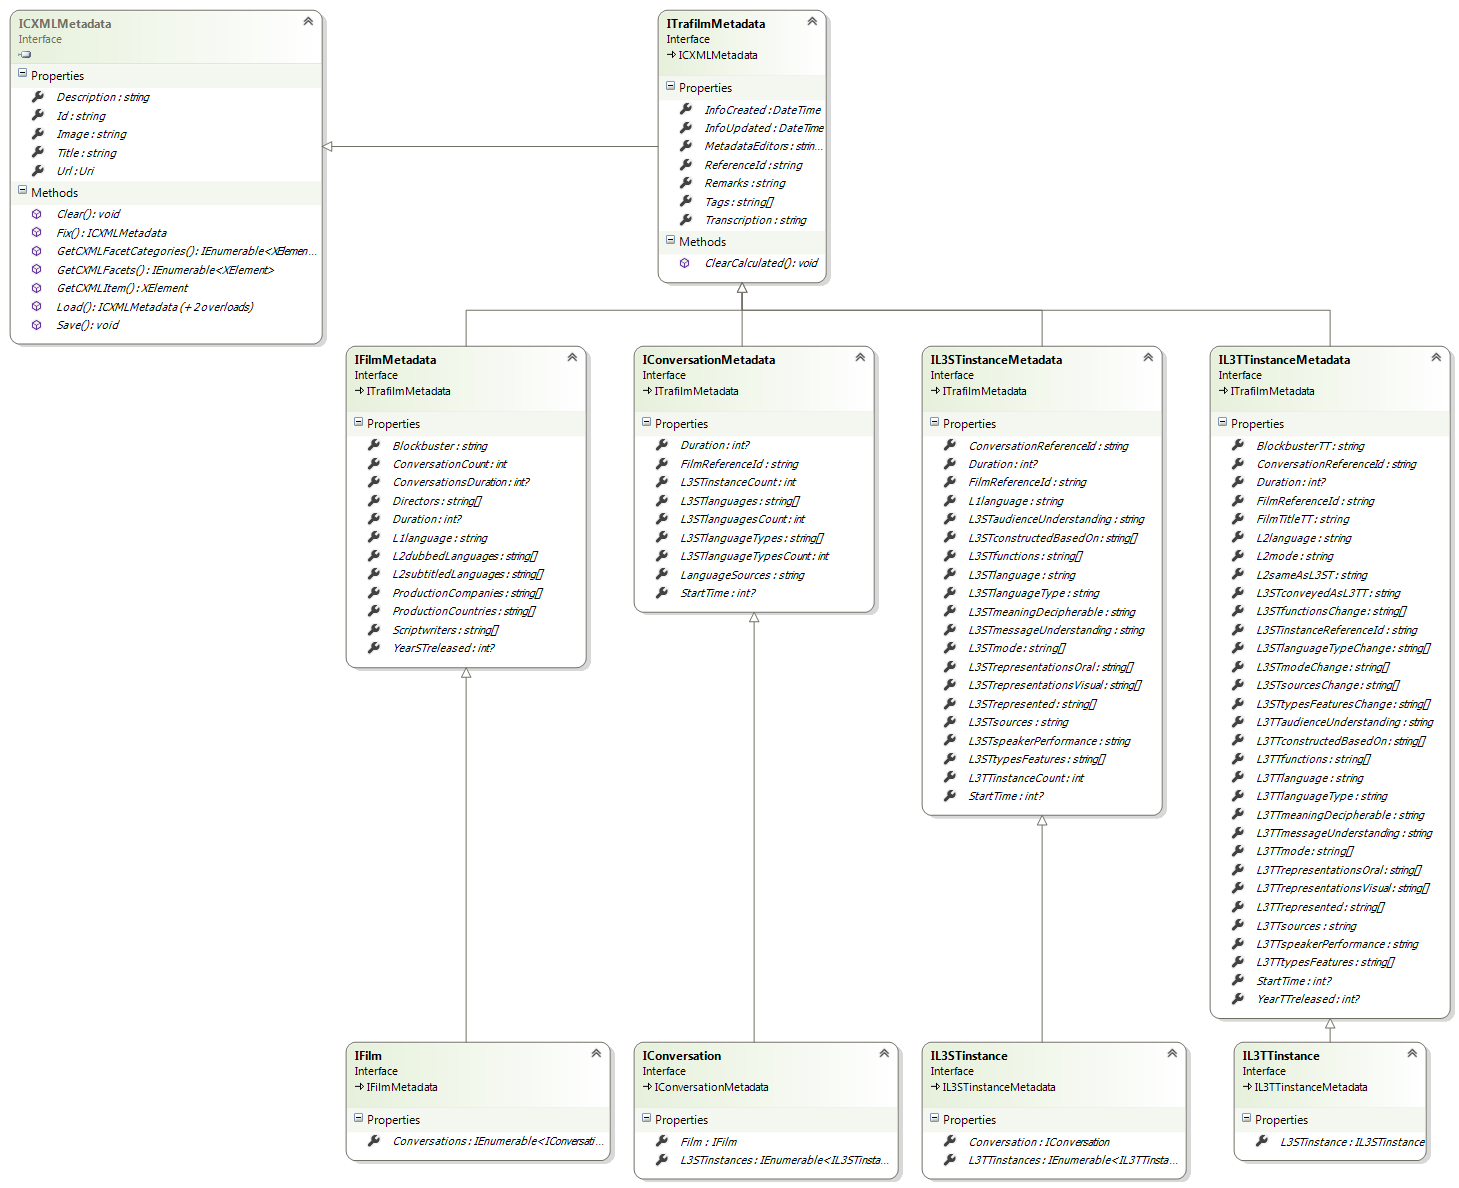 ICXMLMetadata
Interface
Properties
Description : string
Id : string
Image : string
Title : string
Url : Uri
Methods
Clear() : void
Fix() : ICXMLMetadata
GetCXMLFacetCategories() : IEnumerable<XElemen...
GetCXMLFacets() : IEnumerable<XElement>
GetCXMLItem() : XElement
Load() : ICXMLMetadata (+ 2 overloads)
Save() : void
ITrafilmMetadata
Interface
ICXMLMetadata
Properties
InfoCreated : DateTime
InfoUpdated : DateTime
MetadataEditors : strin...
ReferenceId : string
Remarks : string
Tags : string[]
Transcription : string
Methods
ClearCalculated() : void
IFilmMetadata
Interface
ITrafilmMetadata
Properties
Blockbuster : string
ConversationCount : int
ConversationsDuration : int?
Directors : string[]
Duration : int?
L1language : string
L2dubbedLanguages : string[]
L2subtitledLanguages : string[]
ProductionCompanies : string[]
ProductionCountries : string[]
Scriptwriters : string[]
YearSTreleased : int?
IConversationMetadata
Interface
ITrafilmMetadata
Properties
Duration : int?
FilmReferenceId : string
L3STinstanceCount : int
L3STlanguages : string[]
L3STlanguagesCount : int
L3STlanguageTypes : string[]
L3STlanguageTypesCount : int
LanguageSources : string
StartTime : int?
IL3STinstanceMetadata
Interface
ITrafilmMetadata
Properties
ConversationReferenceId : string
Duration : int?
FilmReferenceId : string
L1language : string
L3STaudienceUnderstanding : string
L3STconstructedBasedOn : string[]
L3STfunctions : string[]
L3STlanguage : string
L3STlanguageType : string
L3STmeaningDecipherable : string
L3STmessageUnderstanding : string
L3STmode : string[]
L3STrepresentationsOral : string[]
L3STrepresentationsVisual : string[]
L3STrepresented : string[]
L3STsources : string
L3STspeakerPerformance : string
L3STtypesFeatures : string[]
L3TTinstanceCount : int
StartTime : int?
IL3TTinstanceMetadata
Interface
ITrafilmMetadata
Properties
BlockbusterTT : string
ConversationReferenceId : string
Duration : int?
FilmReferenceId : string
FilmTitleTT : string
L2language : string
L2mode : string
L2sameAsL3ST : string
L3STconveyedAsL3TT : string
L3STfunctionsChange : string[]
L3STinstanceReferenceId : string
L3STlanguageTypeChange : string[]
L3STmodeChange : string[]
L3STsourcesChange : string[]
L3STtypesFeaturesChange : string[]
L3TTaudienceUnderstanding : string
L3TTconstructedBasedOn : string[]
L3TTfunctions : string[]
L3TTlanguage : string
L3TTlanguageType : string
L3TTmeaningDecipherable : string
L3TTmessageUnderstanding : string
L3TTmode : string[]
L3TTrepresentationsOral : string[]
L3TTrepresentationsVisual : string[]
L3TTrepresented : string[]
L3TTsources : string
L3TTspeakerPerformance : string
L3TTtypesFeatures : string[]
StartTime : int?
YearTTreleased : int?
IFilm
Interface
IFilmMetadata
Properties
Conversations : IEnumerable<IConversati...
IConversation
Interface
IConversationMetadata
Properties
Film : IFilm
L3STinstances : IEnumerable<IL3STinsta...
IL3STinstance
Interface
IL3STinstanceMetadata
Properties
Conversation : IConversation
L3TTinstances : IEnumerable<IL3TTinsta...
IL3TTinstance
Interface
IL3TTinstanceMetadata
Properties
L3STinstance : IL3STinstance